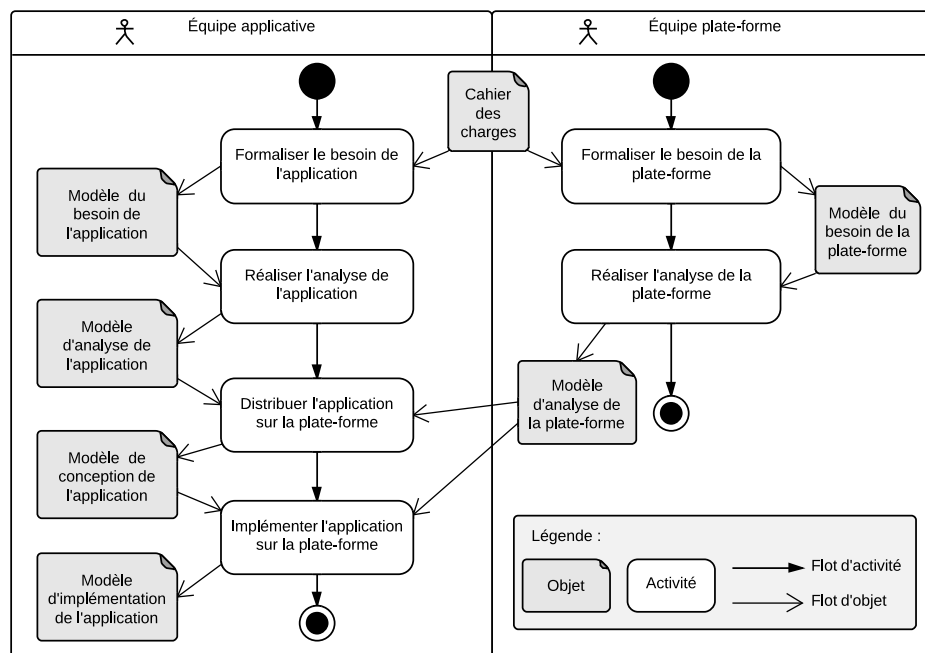 Équipe applicative
Équipe plate-forme
Cahier
des
charges
Formaliser le besoin de
l'application
Formaliser le besoin de la
plate-forme
Modèle du
besoin de
l'application
Modèle du
besoin de la
plate-forme
Réaliser l'analyse de
l'application
Réaliser l'analyse de la
plate-forme
Modèle
d'analyse de
l'application
Modèle
d'analyse de
la plate-forme
Distribuer l'application
sur la plate-forme
Modèle de
conception de
l'application
Implémenter l'application
sur la plate-forme
Modèle
d'implémentation
de l'application
Légende :
Objet
Activité
Flot d'activité
Flot d'objet